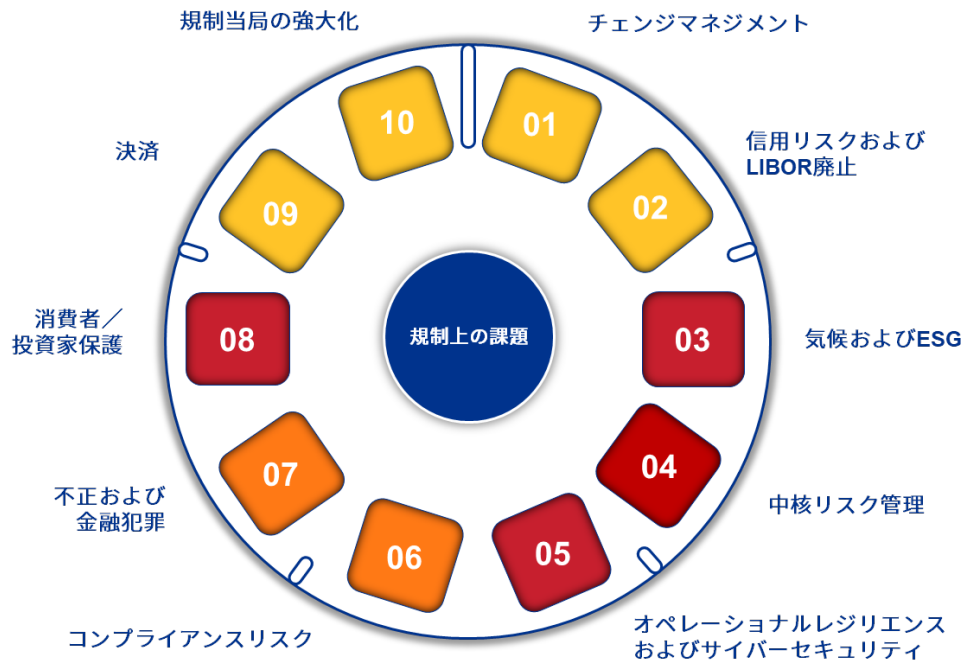 規制当局の強大化
チェンジマネジメント
10
01
決済
信用リスクおよび
LIBOR廃止
09
02
消費者／
投資家保護
08
規制上の課題
03
気候およびESG
07
04
不正および
金融犯罪
中核リスク管理
06
05
コンプライアンスリスク
オペレーショナルレジリエンス
およびサイバーセキュリティ